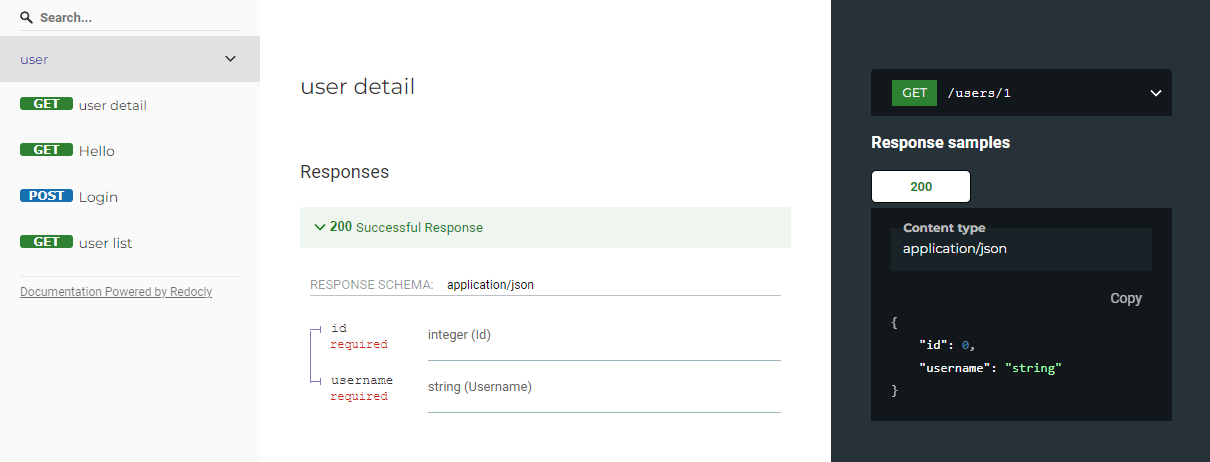 Search...
user
GET user detail
GET Hello
POST Login
GET user list
Documentation Powered by Redocly
user detail
Responses
200 Successful Response
RESPONSE SCHEMA: application/json
id
required
integer (Id)
username
required
string (Username)
GET /users/1
Response samples
200
Content type
application/json
Copy
{
"id": 0,
"username": "string"
}